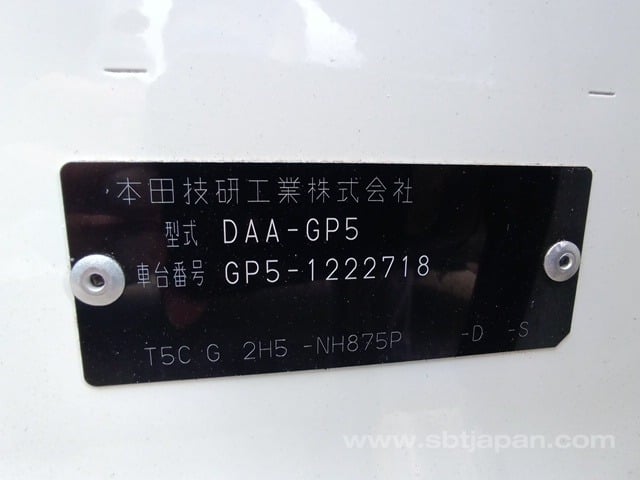 本田技研工業株式会社
型式 DAA-GP5
車台番号 GP5-1222718
T5C G 2H5 -NH875P -D -S
www.sbtjapan.com